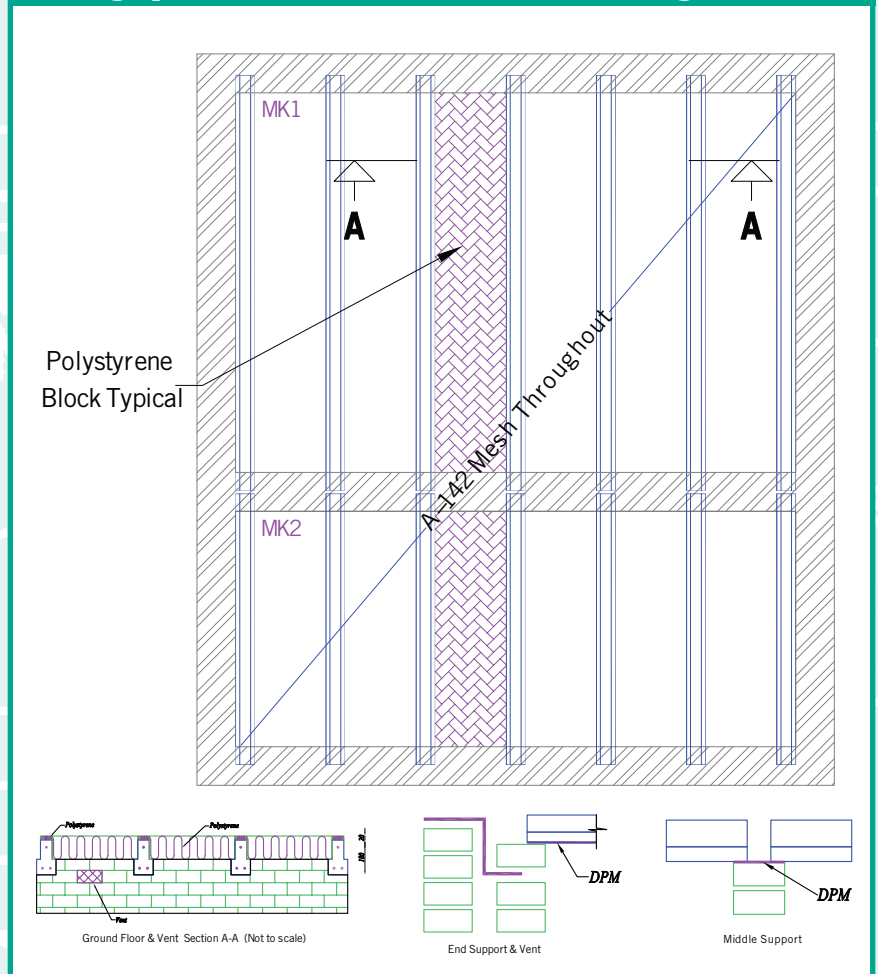 MK1
A
A
Polystyrene
Block Typical
A-142 Mesh Throughout
MK2
Polystyrene
Polystyrene
20
Vent
Ground Floor & Vent Section A-A (Not to scale)
DPM
End Support & Vent
DPM
Middle Support